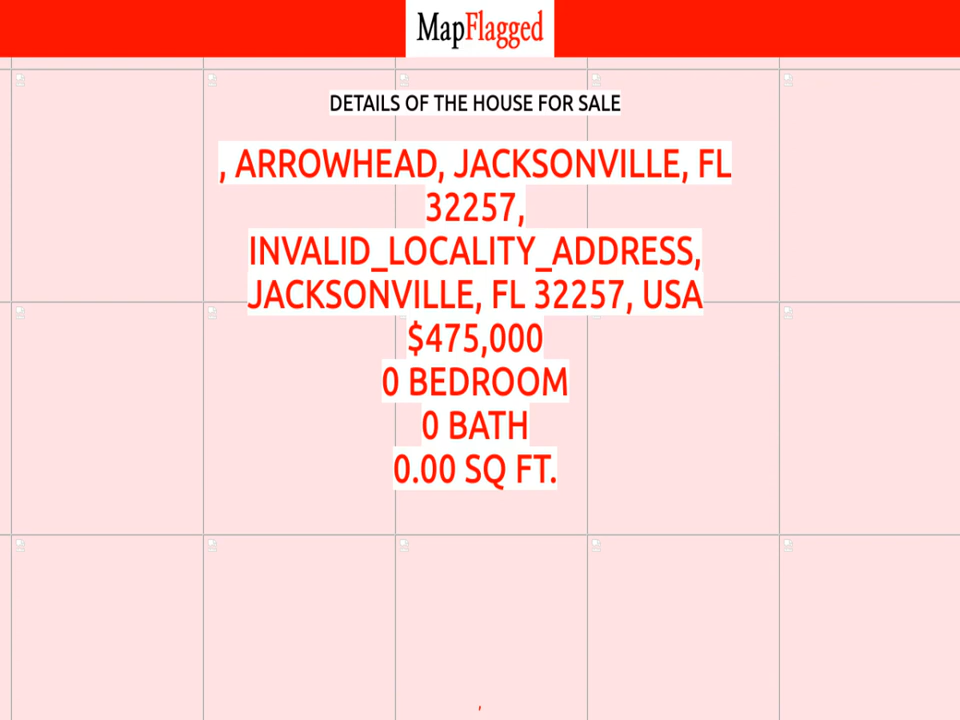 MapFlagged
DETAILS OF THE HOUSE FOR SALE
, ARROWHEAD, JACKSONVILLE, FL
32257,
INVALID_LOCALITY_ADDRESS,
JACKSONVILLE, FL 32257, USA
$475,000
0 BEDROOM
0 BATH
0.00 SQ FT.
,